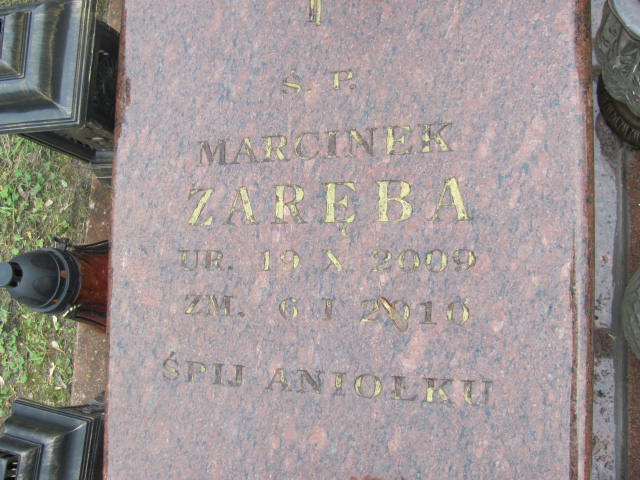 Ś. P.
MARCINEK
ZARĘBA
UR. 19 X 2009
ZM. 6 I 2010
ŚPIJ ANIOŁKU